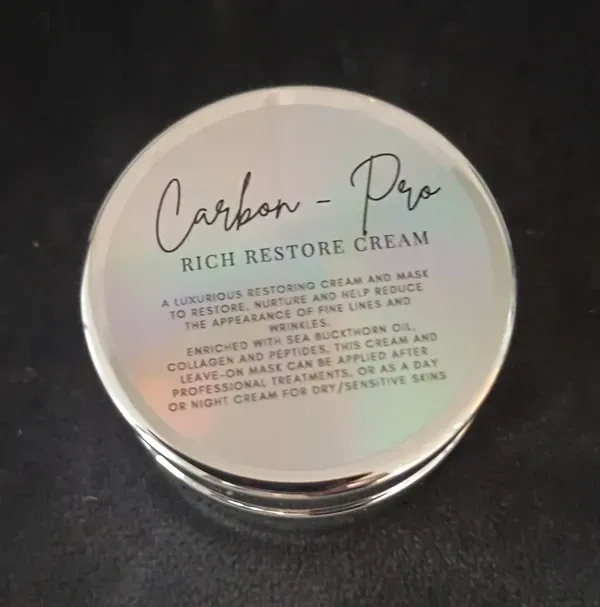 Carbon - Pro
RICH RESTORE CREAM
A LUXURIOUS RESTORING CREAM AND MASK
TO RESTORE, NURTURE AND HELP REDUCE
THE APPEARANCE OF FINE LINES AND
WRINKLES.
ENRICHED WITH SEA BUCKTHORN OIL,
COLLAGEN AND PEPTIDES, THIS CREAM AND
LEAVE-ON MASK CAN BE APPLIED AFTER
PROFESSIONAL TREATMENTS, OR AS A DAY
OR NIGHT CREAM FOR DRY/SENSITIVE SKINS